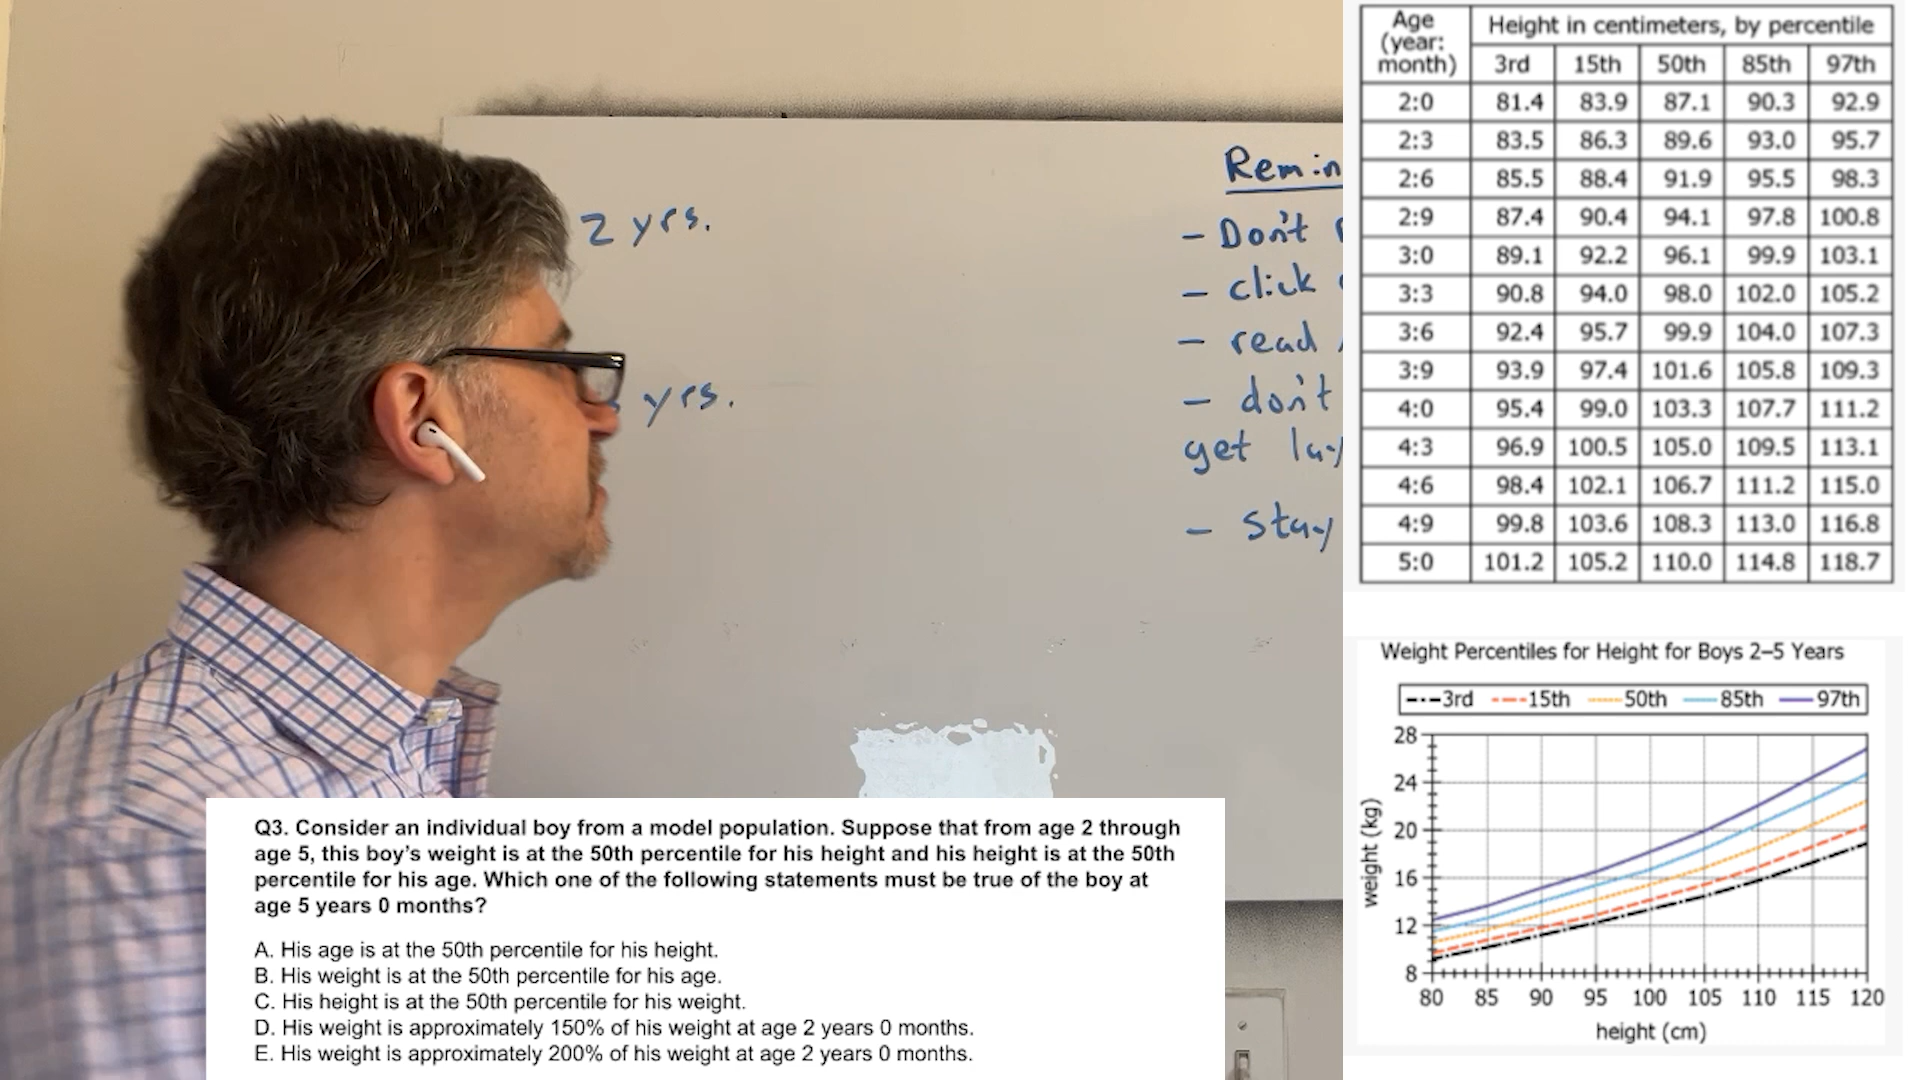 2 yrs.
yrs.
Remin
- Don't
- click
- read
- don't
get lay
- stay
Age (year: month)
Height in centimeters, by percentile
3rd 15th 50th 85th 97th
2:0 81.4 83.9 87.1 90.3 92.9
2:3 83.5 86.3 89.6 93.0 95.7
2:6 85.5 88.4 91.9 95.5 98.3
2:9 87.4 90.4 94.1 97.8 100.8
3:0 89.1 92.2 96.1 99.9 103.1
3:3 90.8 94.0 98.0 102.0 105.2
3:6 92.4 95.7 99.9 104.0 107.3
3:9 93.9 97.4 101.6 105.8 109.3
4:0 95.4 99.0 103.3 107.7 111.2
4:3 96.9 100.5 105.0 109.5 113.1
4:6 98.4 102.1 106.7 111.2 115.0
4:9 99.8 103.6 108.3 113.0 116.8
5:0 101.2 105.2 110.0 114.8 118.7
Weight Percentiles for Height for Boys 2–5 Years
3rd 15th 50th 85th 97th
28
24
20
16
12
8
weight (kg)
80 85 90 95 100 105 110 115 120
height (cm)
Q3. Consider an individual boy from a model population. Suppose that from age 2 through
age 5, this boy's weight is at the 50th percentile for his height and his height is at the 50th
percentile for his age. Which one of the following statements must be true of the boy at
age 5 years 0 months?
A. His age is at the 50th percentile for his height.
B. His weight is at the 50th percentile for his age.
C. His height is at the 50th percentile for his weight.
D. His weight is approximately 150% of his weight at age 2 years 0 months.
E. His weight is approximately 200% of his weight at age 2 years 0 months.